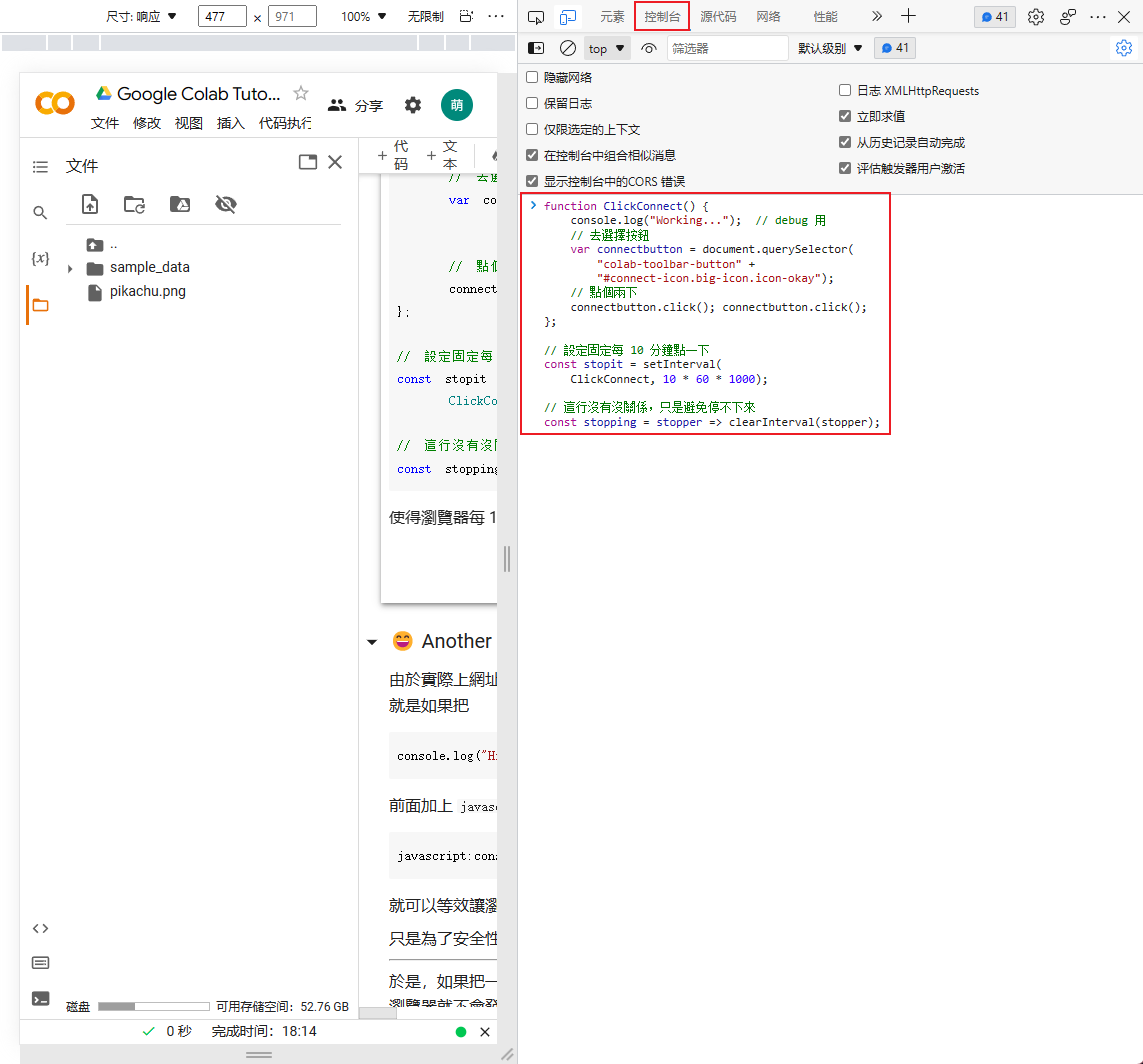 尺寸: 响应
477
×
971
100%
无限制
元素
控制台
源代码
网络
性能
41
top
筛选器
默认级别
41
隐藏网络
保留日志
仅限选定的上下文
在控制台中组合相似消息
显示控制台中的CORS 错误
日志 XMLHttpRequests
立即求值
从历史记录自动完成
评估触发器用户激活
function ClickConnect() {
console.log("Working..."); // debug 用
// 去選擇按鈕
var connectbutton = document.querySelector(
"colab-toolbar-button" +
"#connect-icon.big-icon.icon-okay");
// 點個兩下
connectbutton.click(); connectbutton.click();
};
// 設定固定每 10 分鐘點一下
const stopit = setInterval(
ClickConnect, 10 * 60 * 1000);
// 這行沒有沒關係，只是避免停不下來
const stopping = stopper => clearInterval(stopper);
Google Colab Tuto...
分享
萌
文件 修改 视图 插入 代码执行
文件
..
sample_data
pikachu.png
{x}
+ 代码 + 文本
// 去選
var co
// 點個
connect
};
// 設定固定每
const stopit
ClickCo
// 這行沒有沒關
const stopping
使得瀏覽器每 1
Another
由於實際上網址
就是如果把
console.log("Hi
前面加上 javasc
javascript:cons
就可以等效讓瀏
只是為了安全性
於是，如果把一
瀏覽器就不會發
磁盘
可用存储空间：52.76 GB
0 秒 完成时间：18:14